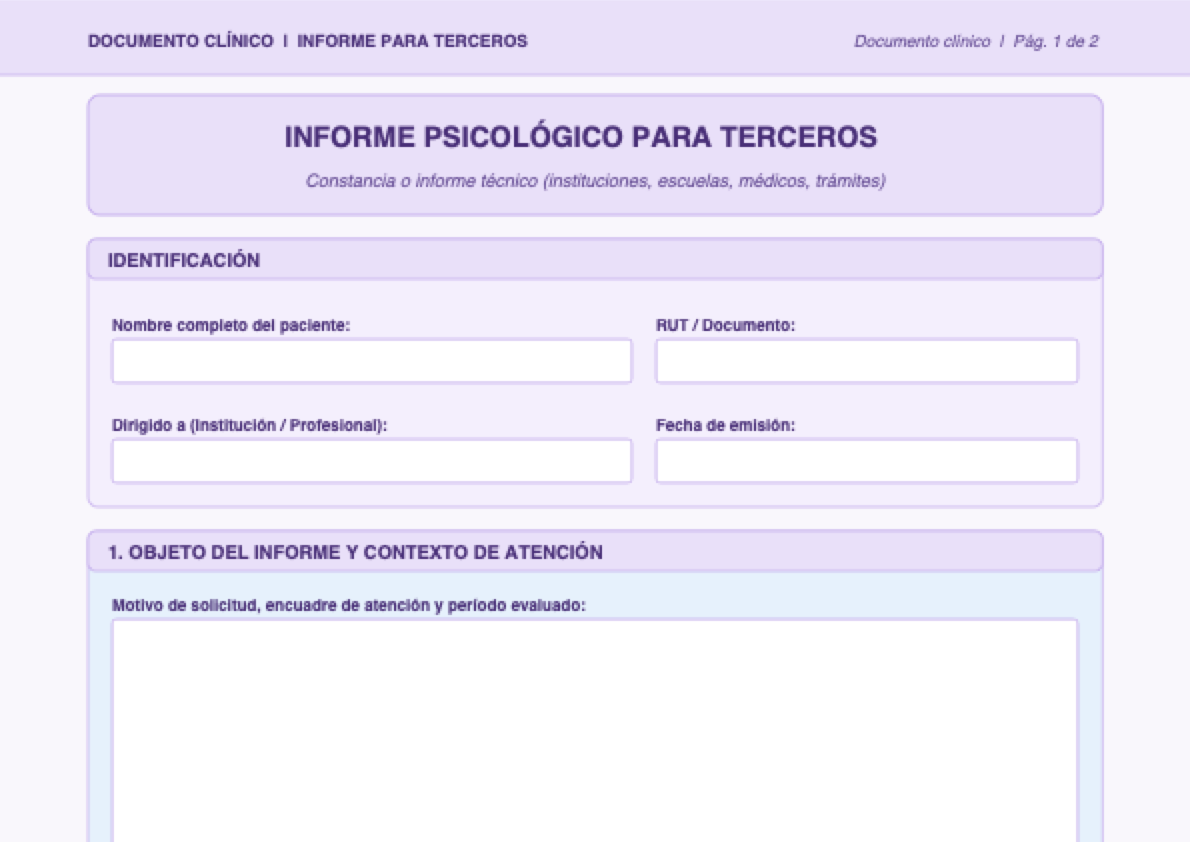 DOCUMENTO CLÍNICO | INFORME PARA TERCEROS
Documento clínico | Pág. 1 de 2
INFORME PSICOLÓGICO PARA TERCEROS
Constancia o informe técnico (instituciones, escuelas, médicos, trámites)
IDENTIFICACIÓN
Nombre completo del paciente:
RUT / Documento:
Dirigido a (Institución / Profesional):
Fecha de emisión:
1. OBJETO DEL INFORME Y CONTEXTO DE ATENCIÓN
Motivo de solicitud, encuadre de atención y período evaluado: